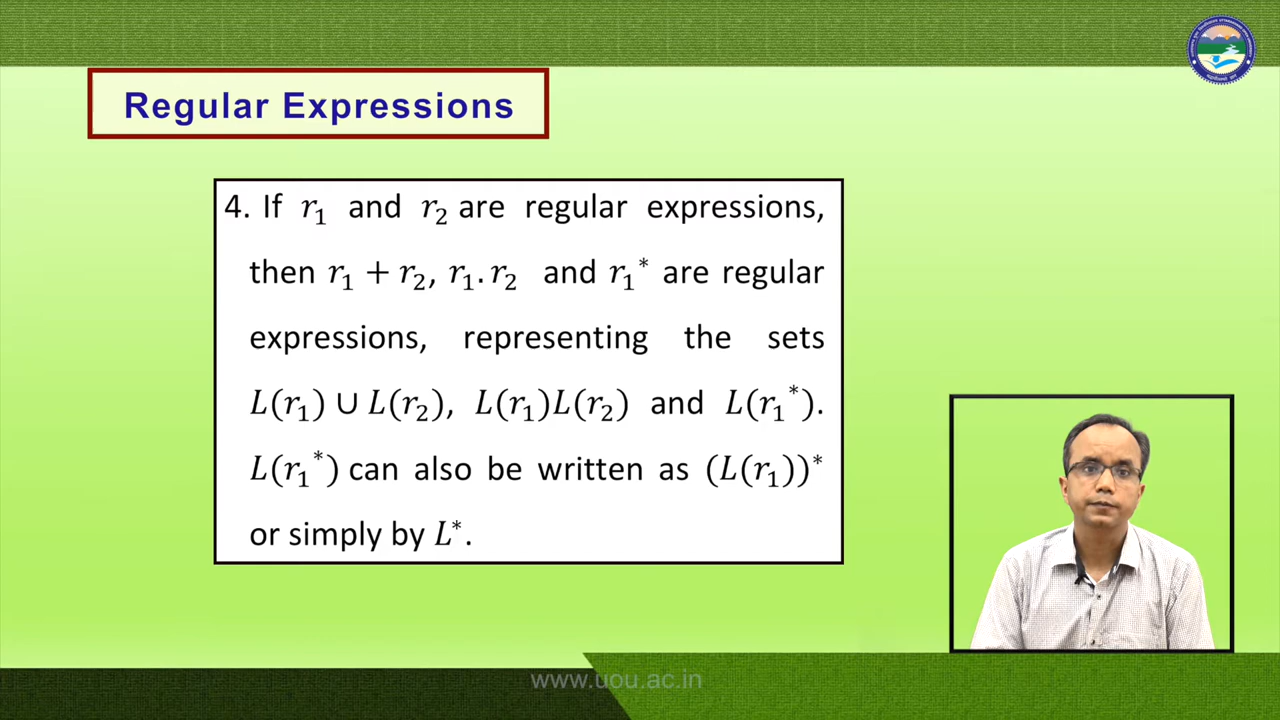 Regular Expressions
4. If r₁ and r₂ are regular expressions,
then r₁ + r₂, r₁. r₂ and r₁* are regular
expressions, representing the sets
L(r₁) ∪ L(r₂), L(r₁)L(r₂) and L(r₁*).
L(r₁*) can also be written as (L(r₁))*
or simply by L*.
www.uou.ac.in